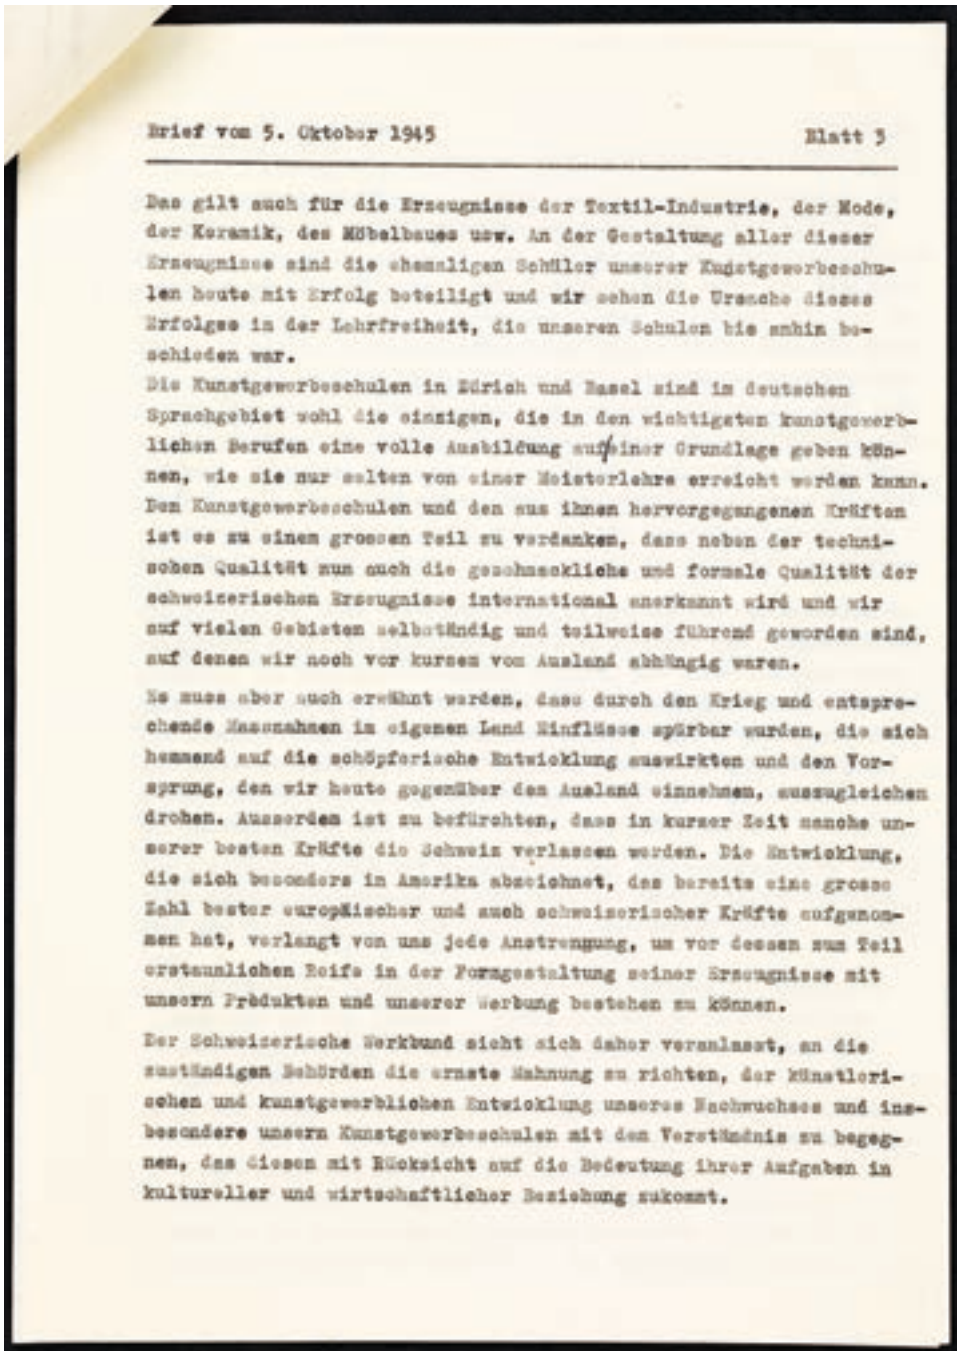 Brief vom 5. Oktober 1945 Blatt 3
Das gilt auch für die Erzeugnisse der Textil-Industrie, der Mode,
der Keramik, des Möbelbaues usw. An der Gestaltung aller dieser
Erzeugnisse sind die ehemaligen Schüler unserer Kunstgewerbeschu-
len heute mit Erfolg beteiligt und wir sehen die Ursache dieses
Erfolges in der Lehrfreiheit, die unseren Schulen bis anhin be-
schieden war.
Die Kunstgewerbeschulen in Zürich und Basel sind im deutschen
Sprachgebiet wohl die einzigen, die in den wichtigsten kunstgewerb-
lichen Berufen eine volle Ausbildung auf/einer Grundlage geben kön-
nen, wie sie nur selten von einer Meisterlehre erreicht werden kann.
Den Kunstgewerbeschulen und den aus ihnen hervorgegangenen Kräften
ist es zu einem grossen Teil zu verdanken, dass neben der techni-
schen Qualität nun auch die geschmackliche und formale Qualität der
schweizerischen Erzeugnisse international anerkannt wird und wir
auf vielen Gebieten selbständig und teilweise führend geworden sind,
auf denen wir noch vor kurzem vom Ausland abhängig waren.
Es muss aber auch erwähnt werden, dass durch den Krieg und entspre-
chende Massnahmen im eigenen Land Einflüsse spürbar wurden, die sich
hemmend auf die schöpferische Entwicklung auswirkten und den Vor-
sprung, den wir heute gegenüber dem Ausland einnehmen, auszugleichen
drohen. Ausserdem ist zu befürchten, dass in kurzer Zeit manche un-
serer besten Kräfte die Schweiz verlassen werden. Die Entwicklung,
die sich besonders in Amerika abzeichnet, das bereits eine grosse
Zahl bester europäischer und auch schweizerischer Kräfte aufgenom-
men hat, verlangt von uns jede Anstrengung, um vor dessen zum Teil
erstaunlichen Reife in der Formgestaltung seiner Erzeugnisse mit
unsern Produkten und unserer Werbung bestehen zu können.
Der Schweizerische Werkbund sieht sich daher veranlasst, an die
zuständigen Behörden die ernste Mahnung zu richten, der künstleri-
schen und kunstgewerblichen Entwicklung unseres Nachwuchses und ins-
besondere unsern Kunstgewerbeschulen mit dem Verständnis zu begeg-
nen, das diesen mit Rücksicht auf die Bedeutung ihrer Aufgaben in
kultureller und wirtschaftlicher Beziehung zukommt.